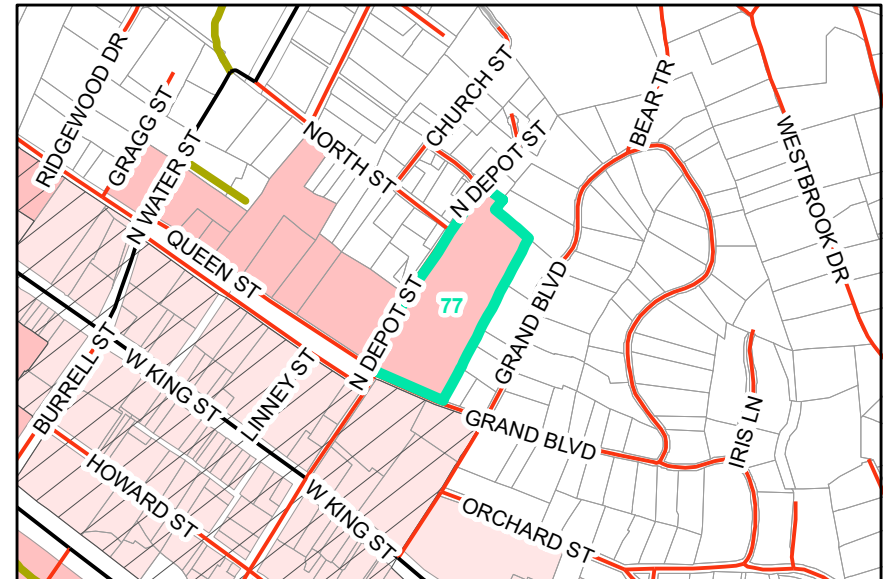 RIDGEWOOD DR
GRAGG ST
N WATER ST
NORTH ST
CHURCH ST
N DEPOT ST
BEAR TR
WESTBROOK DR
QUEEN ST
N DEPOT ST
77
GRAND BLVD
BURRELL ST
W KING ST
LINNEY ST
GRAND BLVD
IRIS LN
HOWARD ST
W KING ST
ORCHARD ST